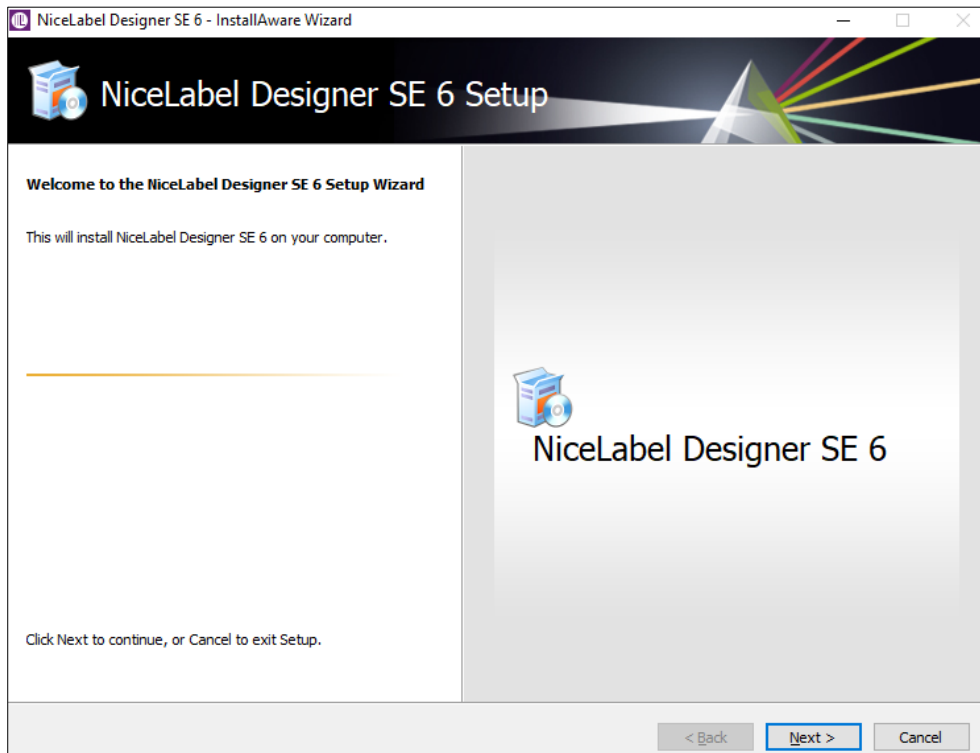 NiceLabel Designer SE 6 - InstallAware Wizard
NiceLabel Designer SE 6 Setup
Welcome to the NiceLabel Designer SE 6 Setup Wizard
This will install NiceLabel Designer SE 6 on your computer.
NiceLabel Designer SE 6
Click Next to continue, or Cancel to exit Setup.
< Back
Next >
Cancel